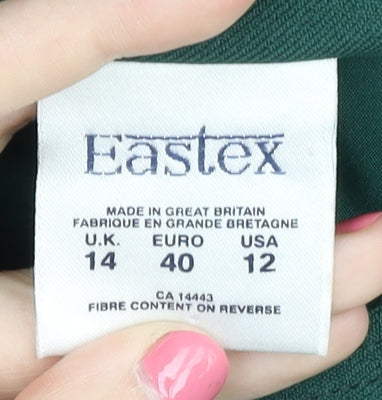 Eastex
MADE IN GREAT BRITAIN
FABRIQUE EN GRANDE BRETAGNE
U.K. EURO USA
14 40 12
CA 14443
FIBRE CONTENT ON REVERSE